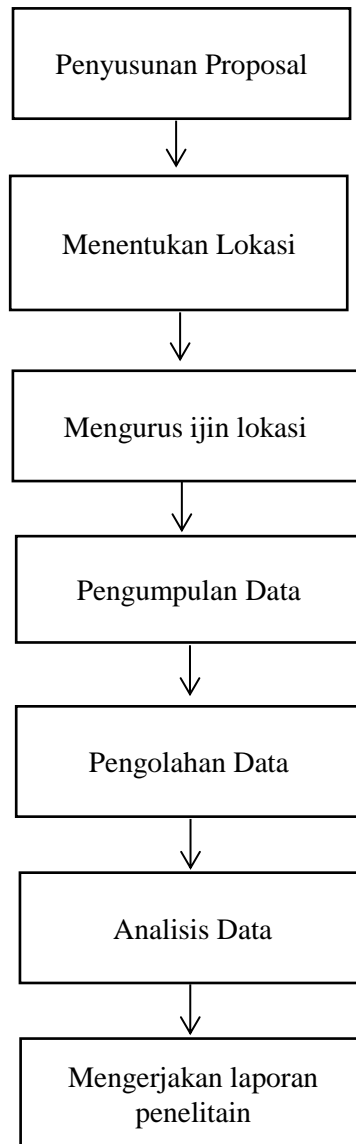 Penyusunan Proposal
Menentukan Lokasi
Mengurus ijin lokasi
Pengumpulan Data
Pengolahan Data
Analisis Data
Mengerjakan laporan
penelitain